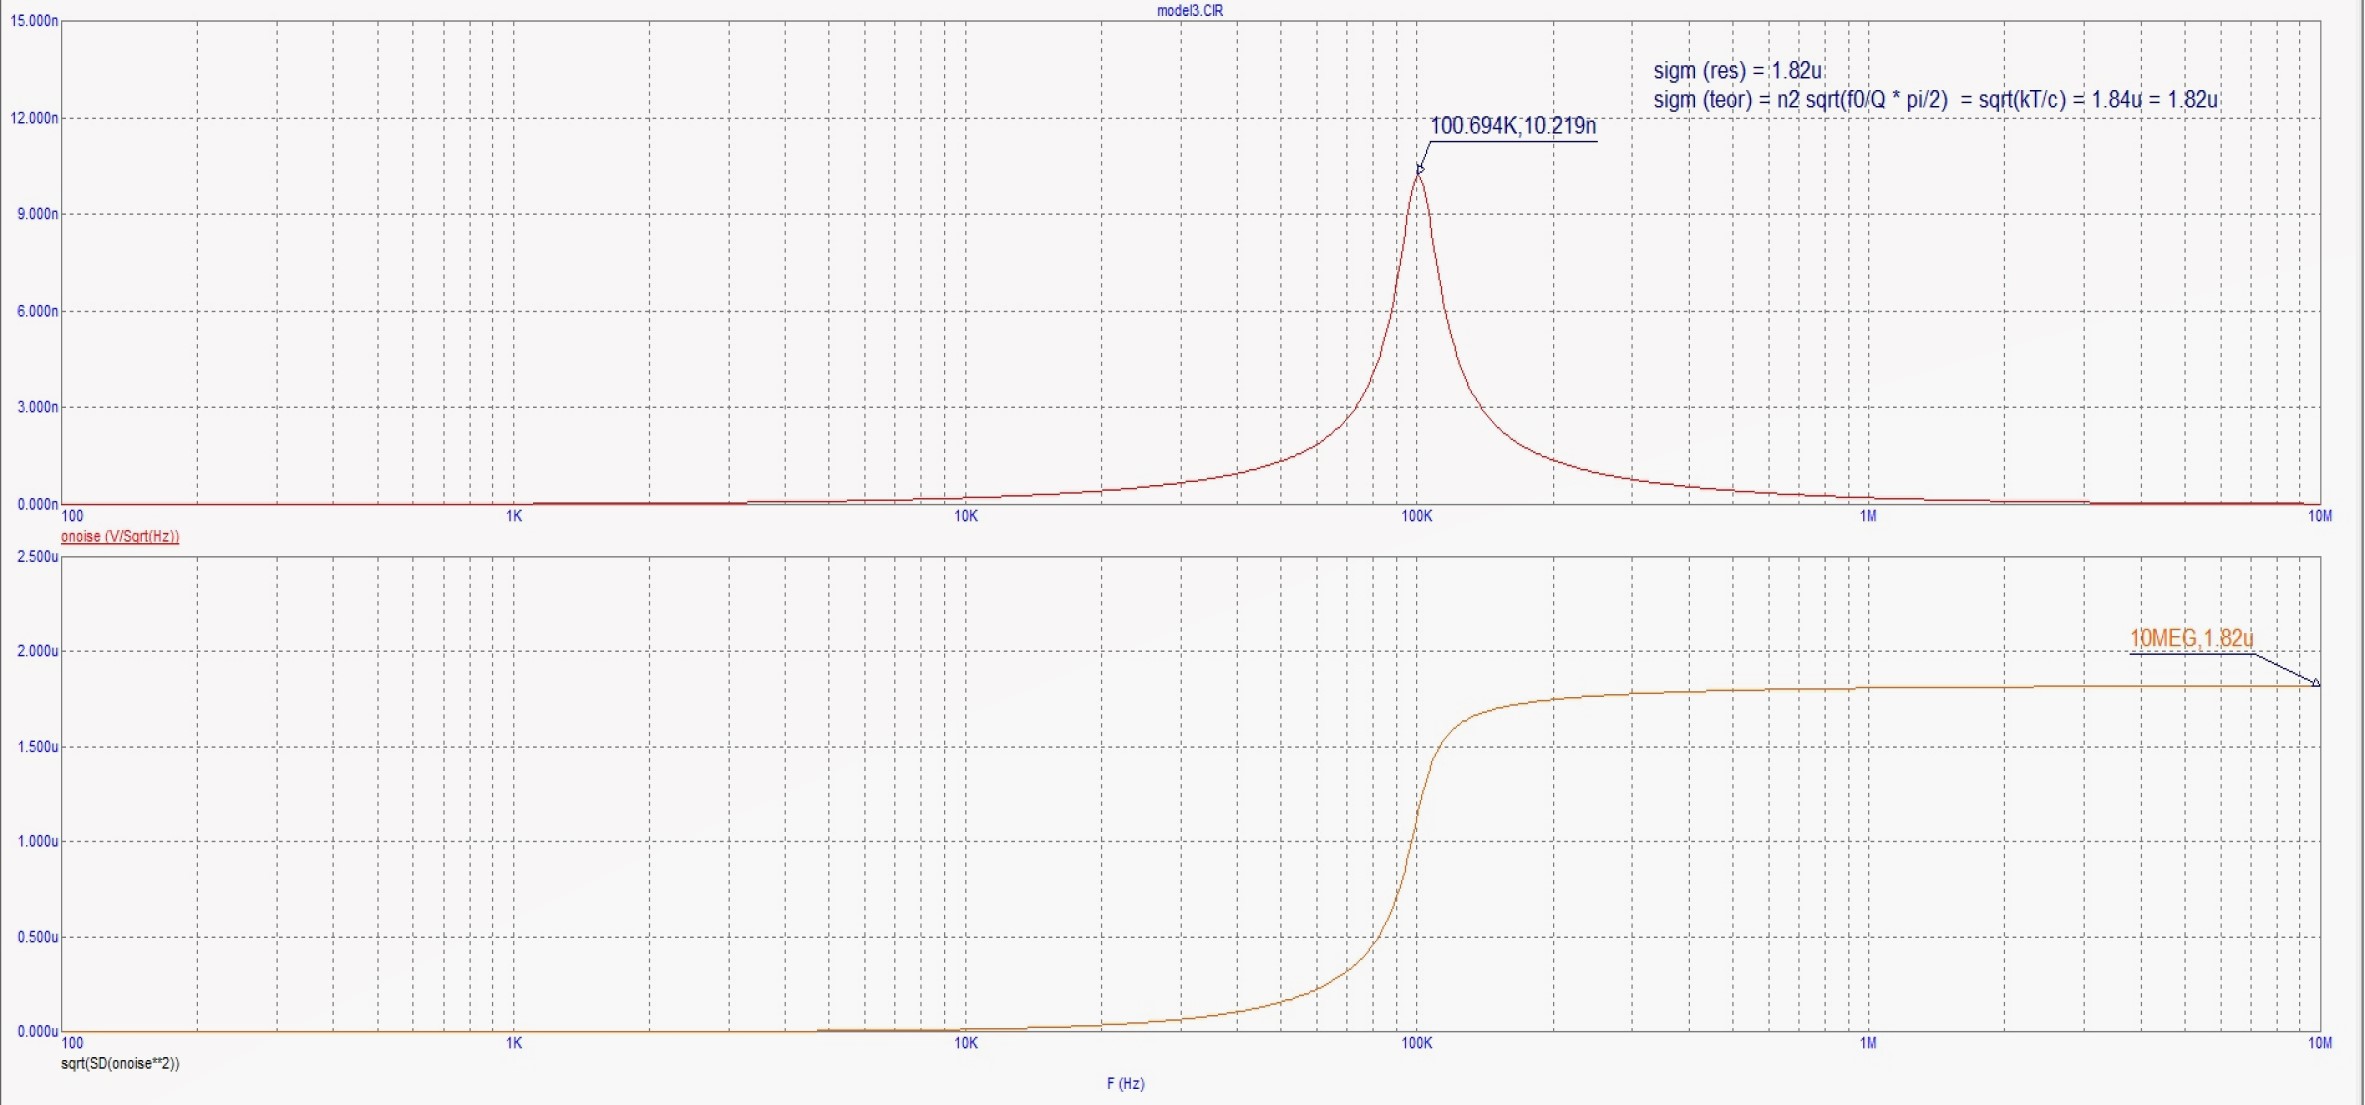 model3.CIR
15.000n
sigm (res) = 1.82u
sigm (teor) = n2 sqrt(f0/Q * pi/2)  = sqrt(kT/c) = 1.84u = 1.82u
12.000n
100.694K,10.219n
9.000n
6.000n
3.000n
0.000n
100 1K 10K 100K 1M 10M
onoise (V/Sqrt(Hz))
2.500u
10MEG,1.82u
2.000u
1.500u
1.000u
0.500u
0.000u
100 1K 10K 100K 1M 10M
sqrt(SD(onoise**2))
F (Hz)